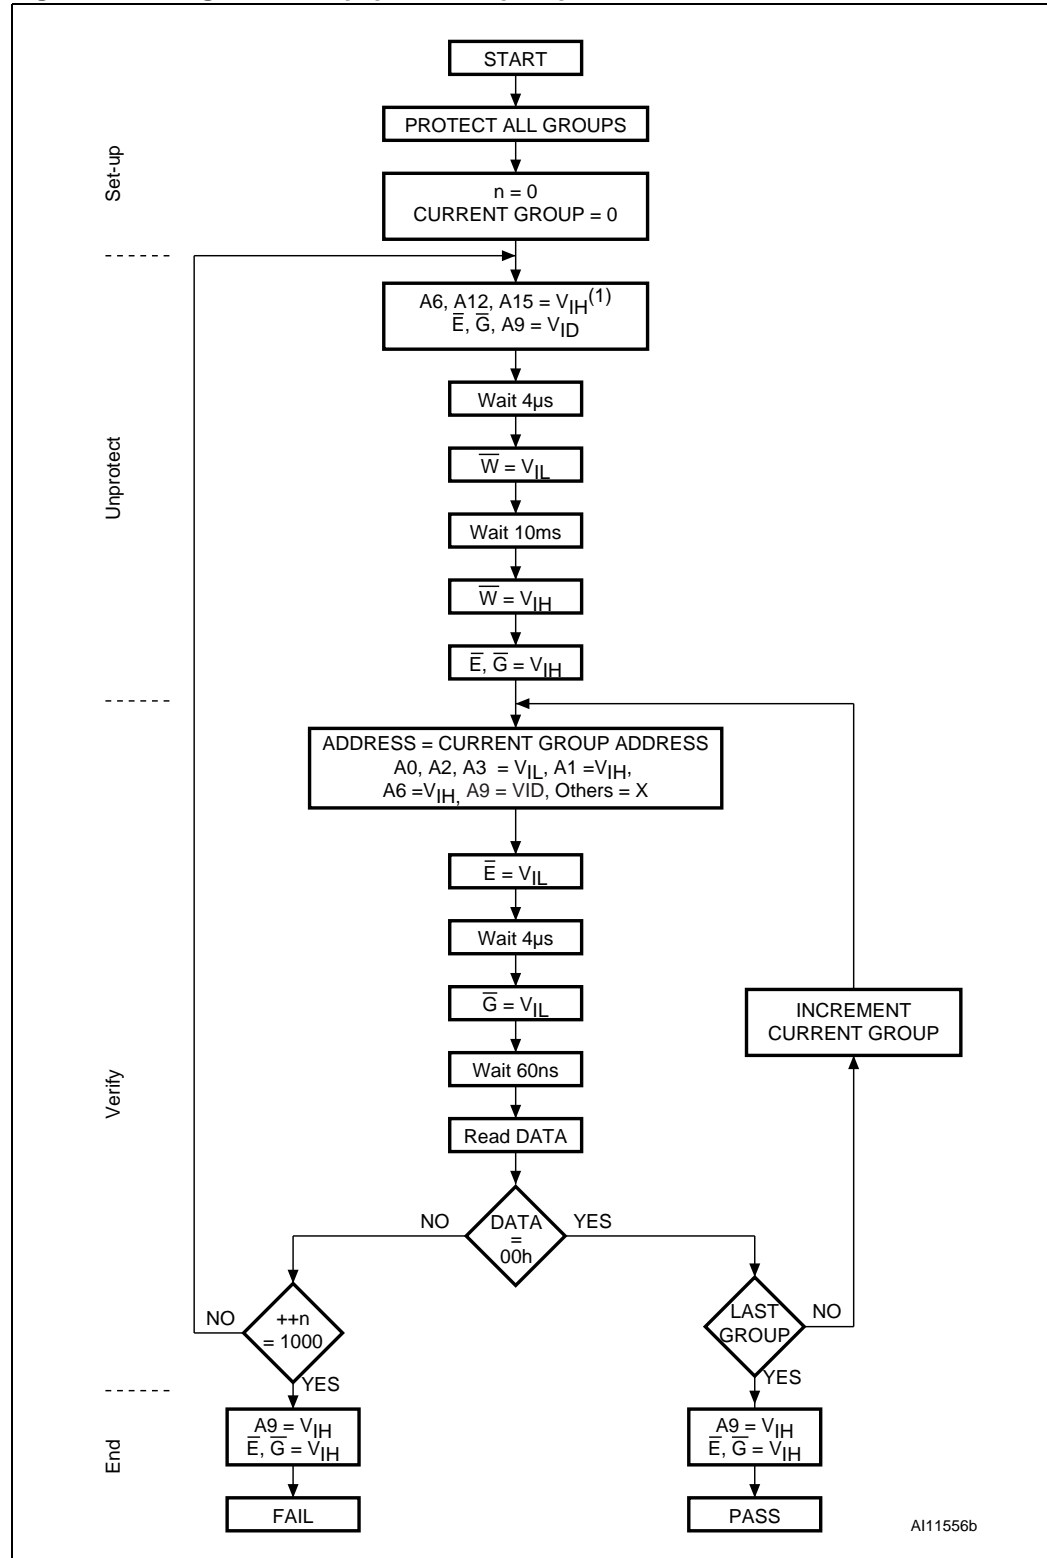 START
PROTECT ALL GROUPS
Set-up
n = 0
CURRENT GROUP = 0
A6, A12, A15 = VIH(1)
E̅, G̅, A9 = VID
Unprotect
Wait 4µs
W̅ = VIL
Wait 10ms
W̅ = VIH
E̅, G̅ = VIH
ADDRESS = CURRENT GROUP ADDRESS
A0, A2, A3 = VIL, A1 =VIH,
A6 =VIH, A9 = VID, Others = X
E̅ = VIL
Wait 4µs
G̅ = VIL
INCREMENT
CURRENT GROUP
Wait 60ns
Verify
Read DATA
NO
DATA
=
00h
YES
NO
++n
= 1000
YES
LAST
GROUP
NO
YES
End
A9 = VIH
E̅, G̅ = VIH
A9 = VIH
E̅, G̅ = VIH
FAIL
PASS
AI11556b